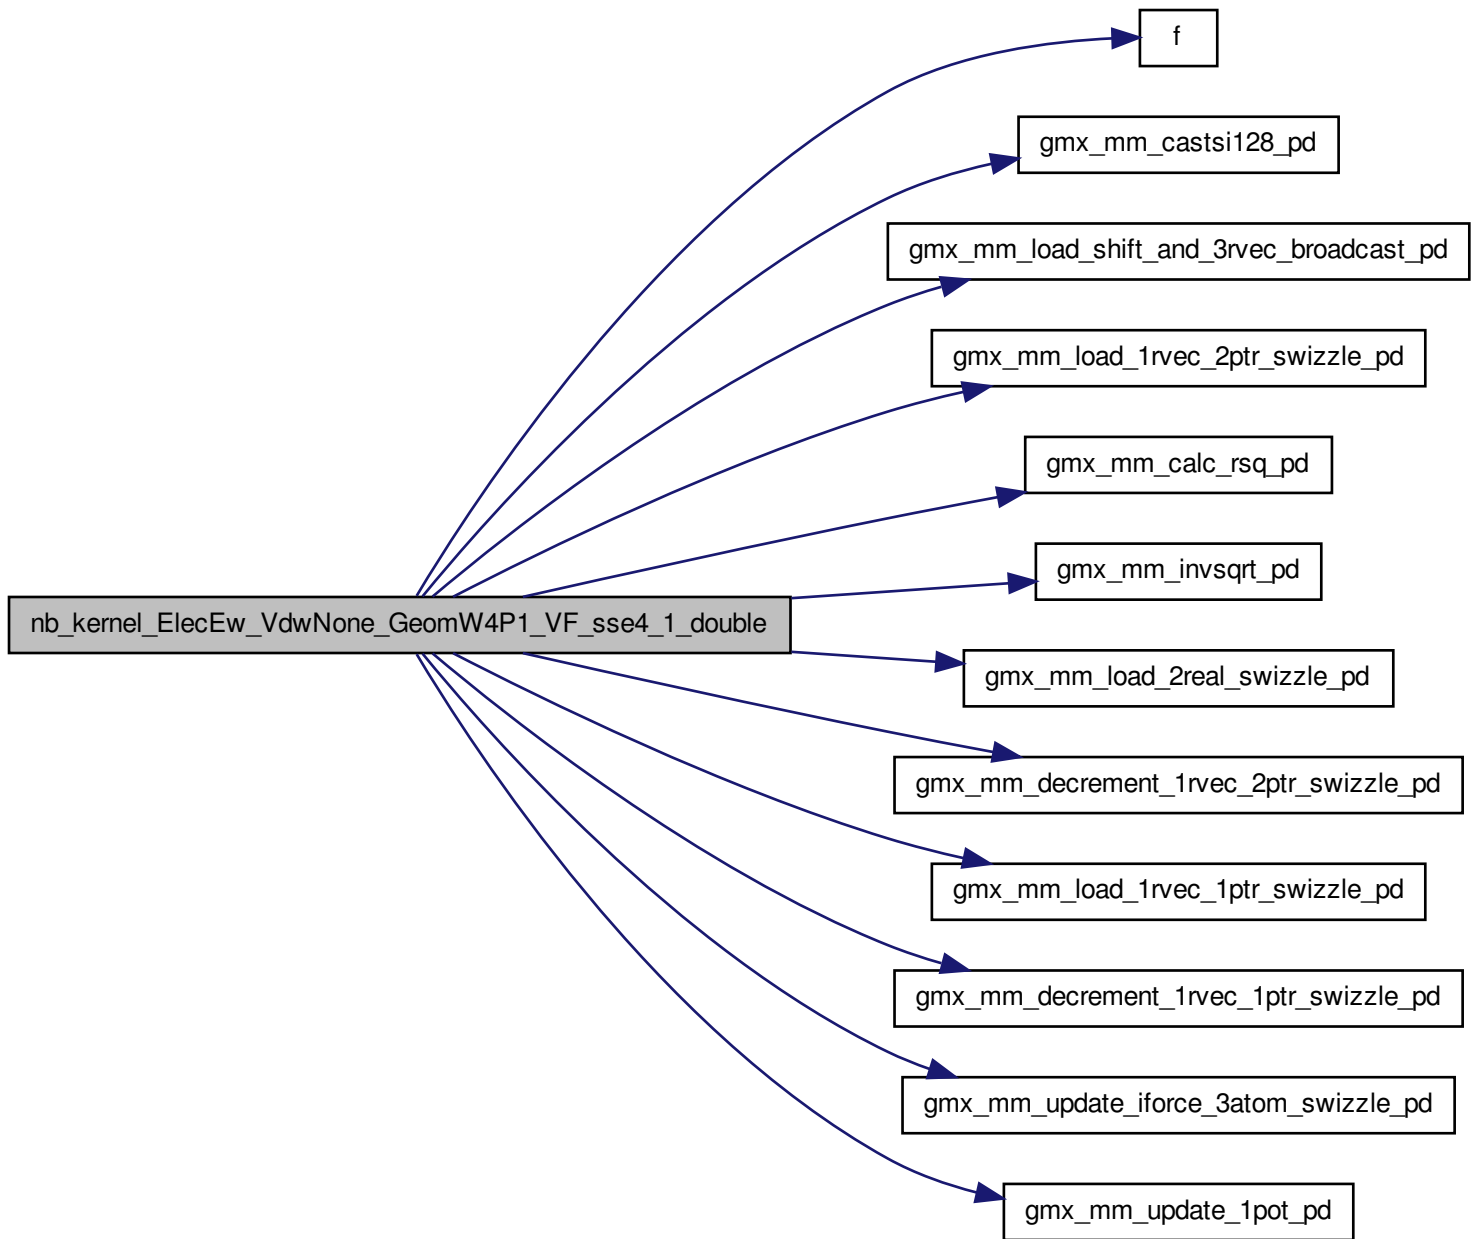 f
gmx_mm_castsi128_pd
gmx_mm_load_shift_and_3rvec_broadcast_pd
gmx_mm_load_1rvec_2ptr_swizzle_pd
gmx_mm_calc_rsq_pd
gmx_mm_invsqrt_pd
nb_kernel_ElecEw_VdwNone_GeomW4P1_VF_sse4_1_double
gmx_mm_load_2real_swizzle_pd
gmx_mm_decrement_1rvec_2ptr_swizzle_pd
gmx_mm_load_1rvec_1ptr_swizzle_pd
gmx_mm_decrement_1rvec_1ptr_swizzle_pd
gmx_mm_update_iforce_3atom_swizzle_pd
gmx_mm_update_1pot_pd